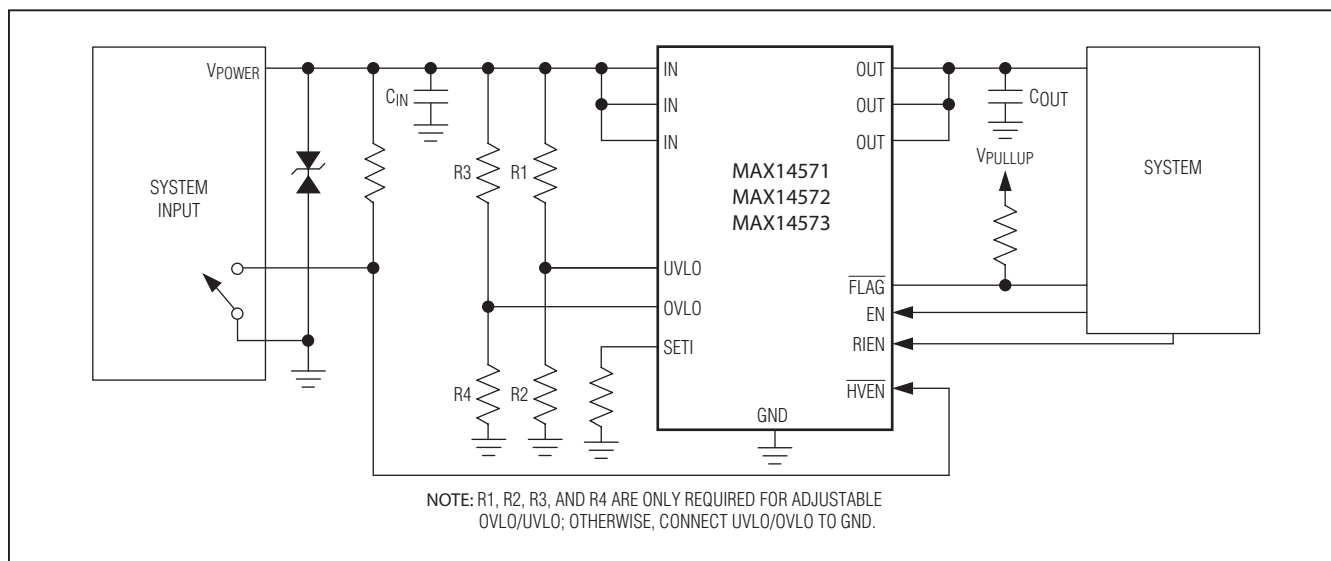 VPOWER
SYSTEM
INPUT
CIN
R3
R1
R4
R2
IN
IN
IN
UVLO
OVLO
SETI
MAX14571
MAX14572
MAX14573
GND
OUT
OUT
OUT
FLAG
EN
RIEN
HVEN
COUT
VPULLUP
SYSTEM
NOTE: R1, R2, R3, AND R4 ARE ONLY REQUIRED FOR ADJUSTABLE
OVLO/UVLO; OTHERWISE, CONNECT UVLO/OVLO TO GND.